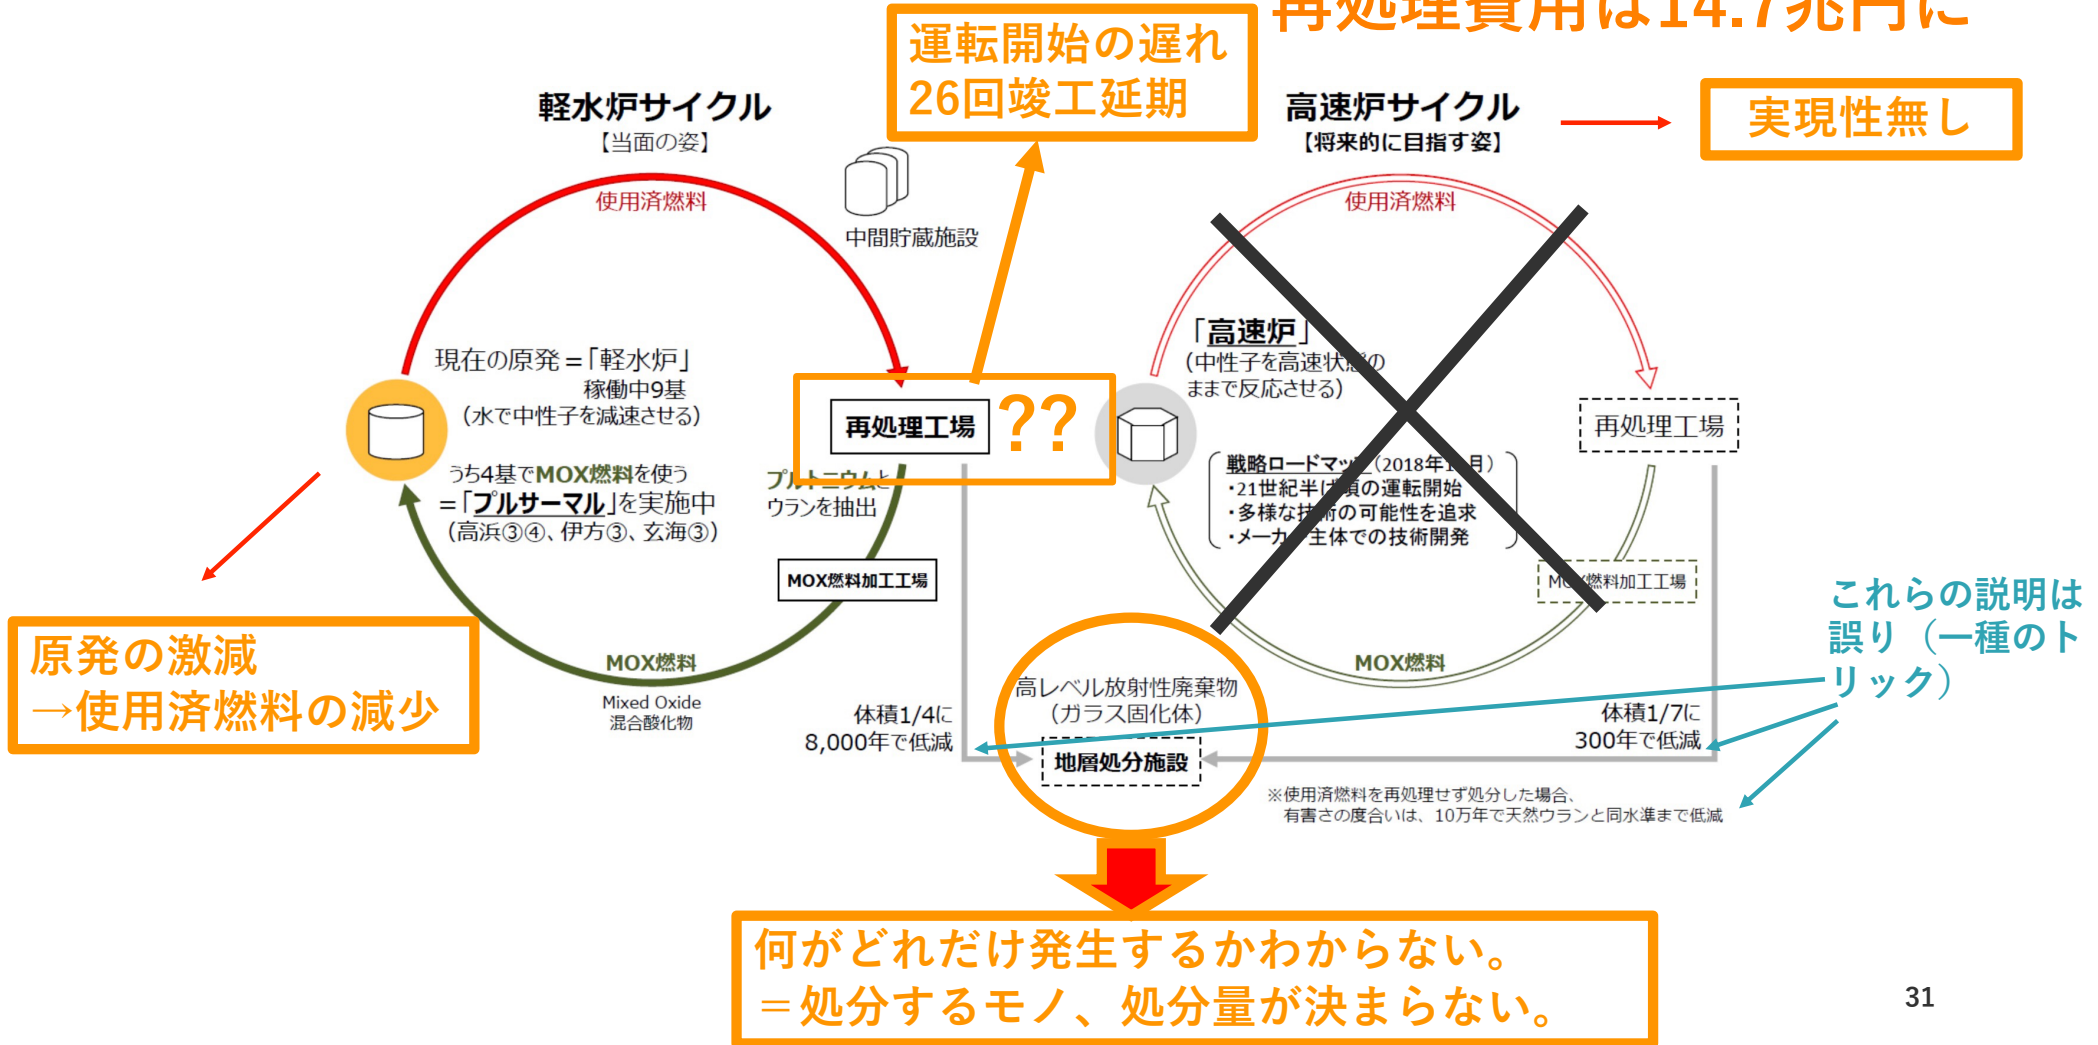 再処理費用は14.7兆円に
運転開始の遅れ
26回竣工延期
軽水炉サイクル
【当面の姿】
使用済燃料
中間貯蔵施設
現在の原発＝「軽水炉」
稼働中9基
（水で中性子を減速させる）
うち4基でMOX燃料を使う
＝「プルサーマル」を実施中
（高浜③④、伊方③、玄海③）
再処理工場
??
プルトニウムと
ウランを抽出
MOX燃料加工工場
MOX燃料
Mixed Oxide
混合酸化物
原発の激減
→使用済燃料の減少
体積1/4に
8,000年で低減
高速炉サイクル
【将来的に目指す姿】
実現性無し
使用済燃料
「高速炉」
（中性子を高速状態の
ままで反応させる）
再処理工場
戦略ロードマップ（2018年1月）
・21世紀半ば頃の運転開始
・多様な技術の可能性を追求
・メーカー主体での技術開発
MOX燃料加工工場
MOX燃料
高レベル放射性廃棄物
（ガラス固化体）
地層処分施設
体積1/7に
300年で低減
これらの説明は
誤り（一種のト
リック）
※使用済燃料を再処理せず処分した場合、
有害さの度合いは、10万年で天然ウランと同水準まで低減
何がどれだけ発生するかわからない。
＝処分するモノ、処分量が決まらない。
31